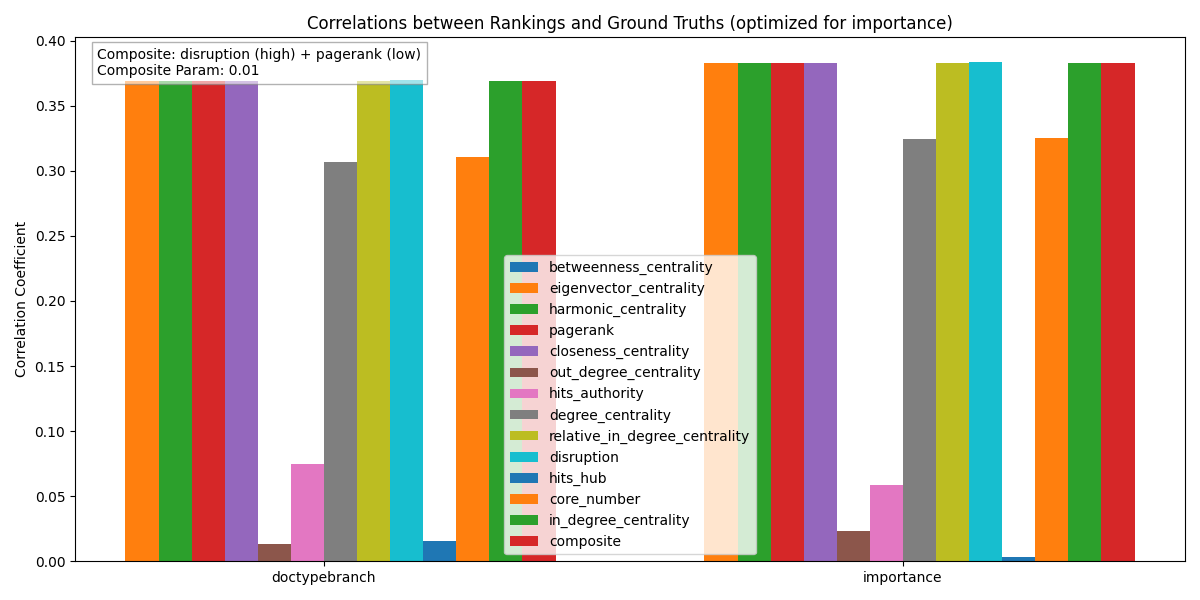 Correlations between Rankings and Ground Truths (optimized for importance)
Composite: disruption (high) + pagerank (low)
Composite Param: 0.01
Correlation Coefficient
0.40
0.35
0.30
0.25
0.20
0.15
0.10
0.05
0.00
betweenness_centrality
eigenvector_centrality
harmonic_centrality
pagerank
closeness_centrality
out_degree_centrality
hits_authority
degree_centrality
relative_in_degree_centrality
disruption
hits_hub
core_number
in_degree_centrality
composite
doctypebranch
importance